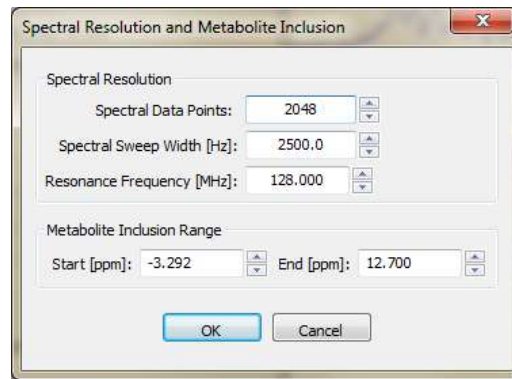 Spectral Resolution and Metabolite Inclusion
Spectral Resolution
Spectral Data Points: 2048
Spectral Sweep Width [Hz]: 2500.0
Resonance Frequency [MHz]: 128.000
Metabolite Inclusion Range
Start [ppm]: -3.292 End [ppm]: 12.700
OK Cancel